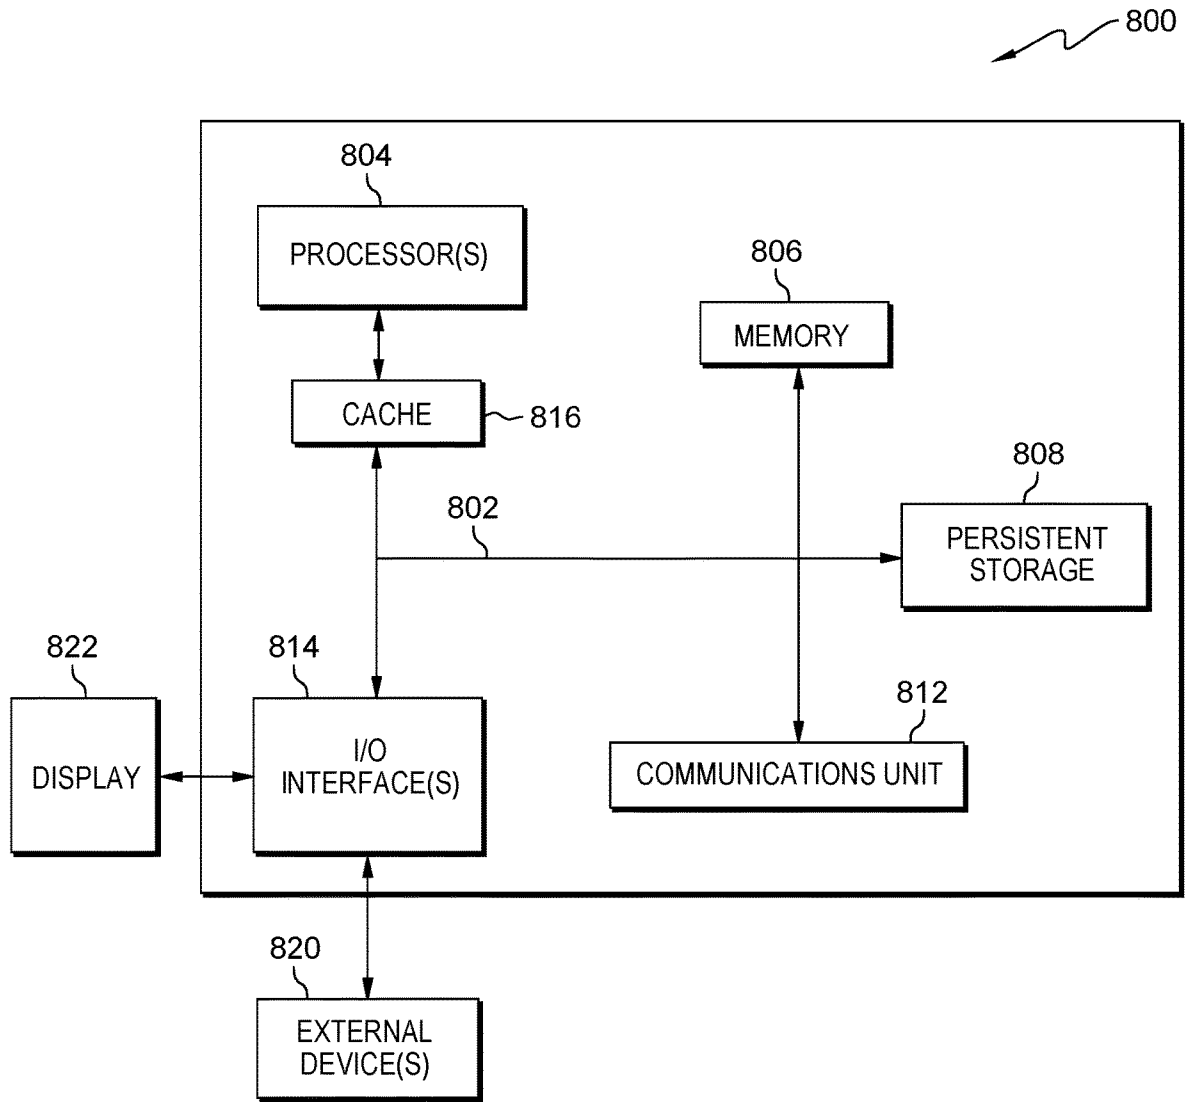 800
804
PROCESSOR(S)
806
MEMORY
CACHE
816
808
PERSISTENT
STORAGE
802
822
DISPLAY
814
I/O
INTERFACE(S)
812
COMMUNICATIONS UNIT
820
EXTERNAL
DEVICE(S)